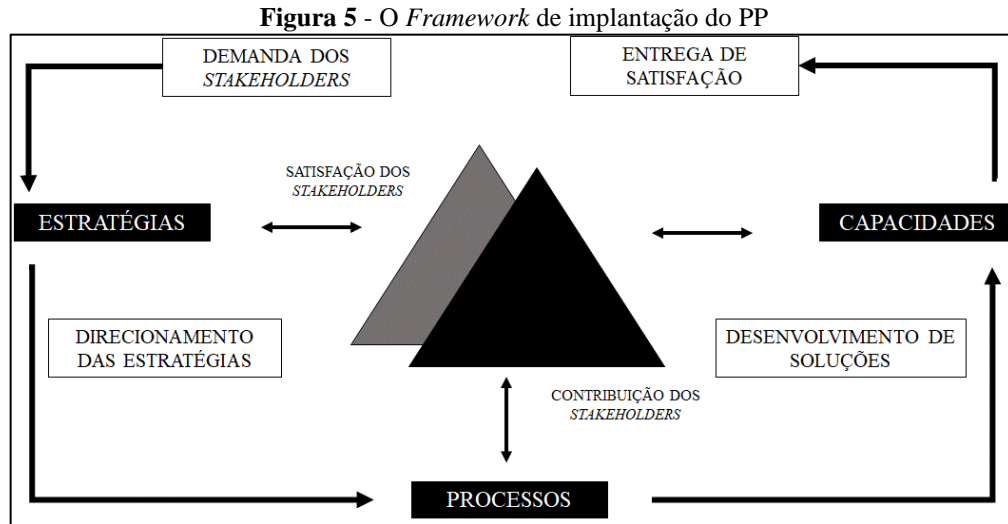 Figura 5 - O Framework de implantação do PP
DEMANDA DOS
STAKEHOLDERS
ENTREGA DE
SATISFAÇÃO
SATISFAÇÃO DOS
STAKEHOLDERS
ESTRATÉGIAS
CAPACIDADES
DIRECIONAMENTO
DAS ESTRATÉGIAS
DESENVOLVIMENTO DE
SOLUÇÕES
CONTRIBUIÇÃO DOS
STAKEHOLDERS
PROCESSOS